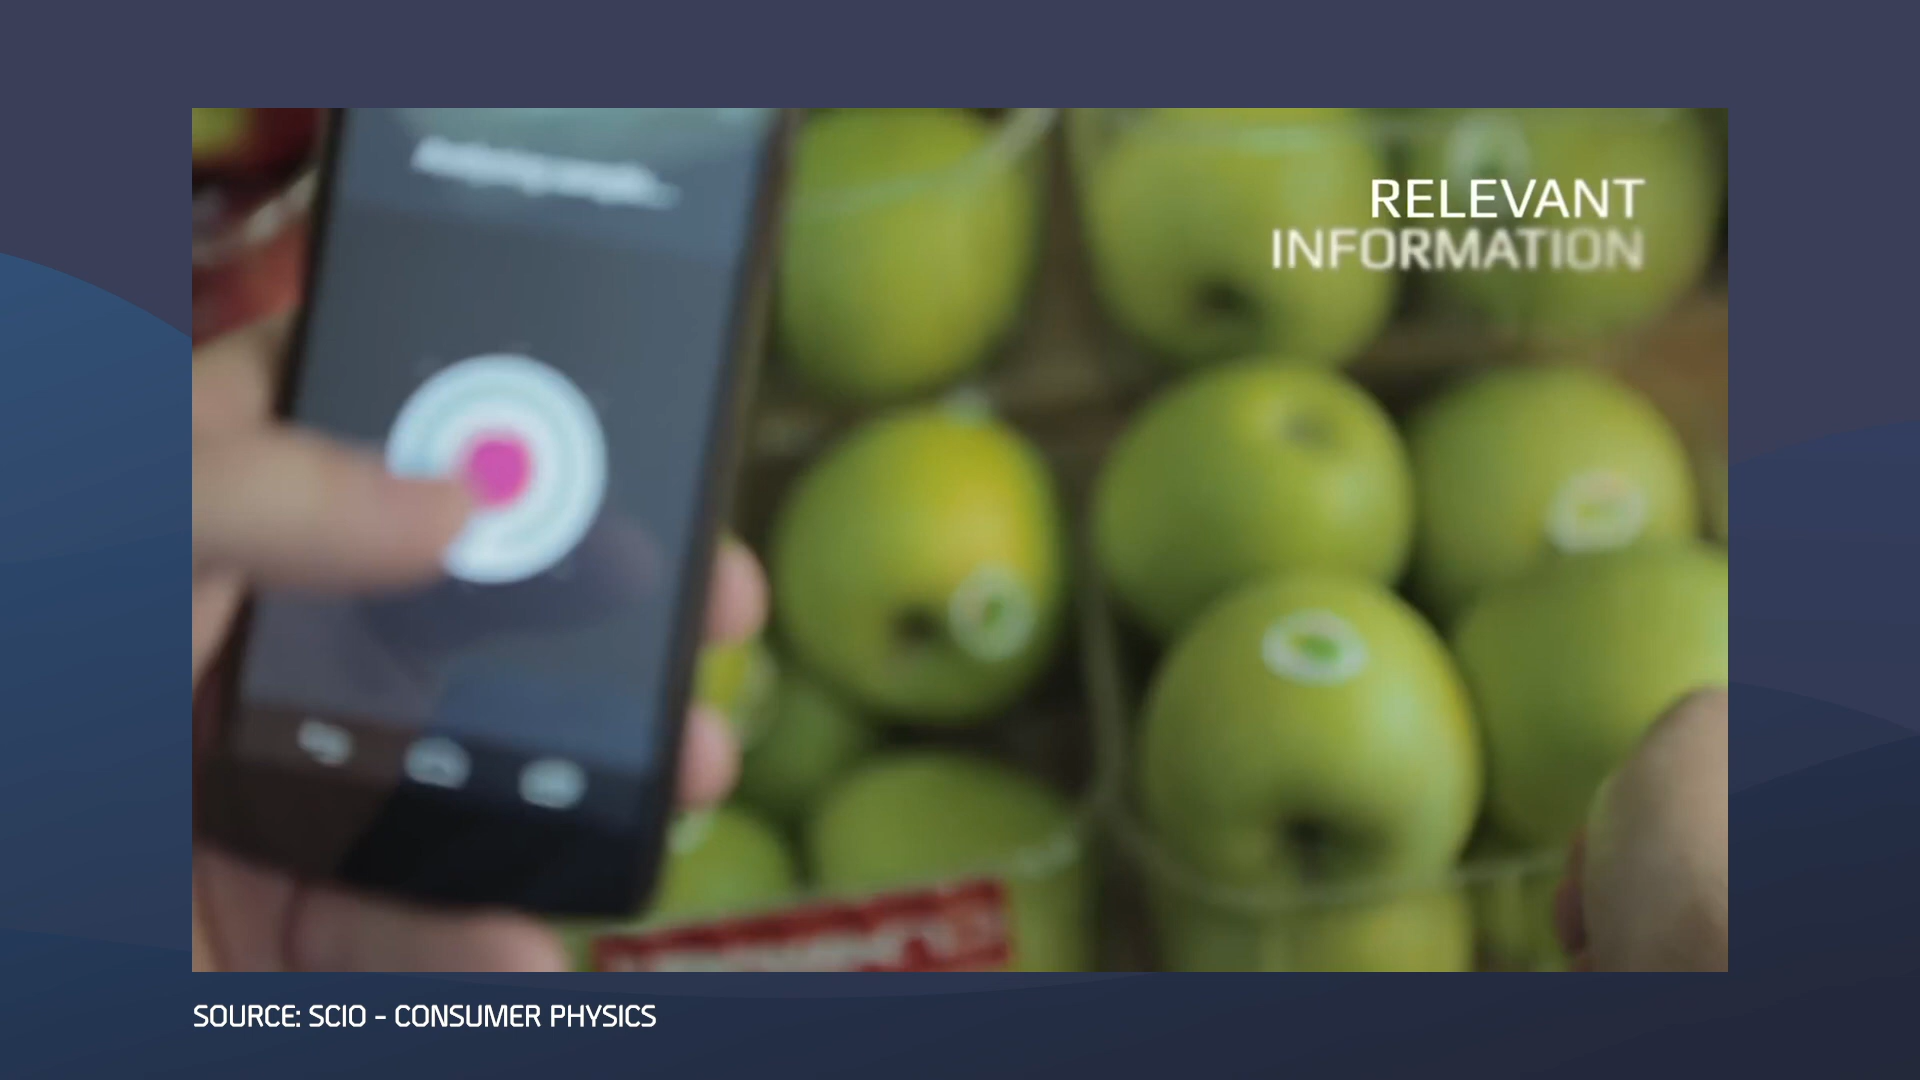 RELEVANT
INFORMATION
SOURCE: SCIO - CONSUMER PHYSICS